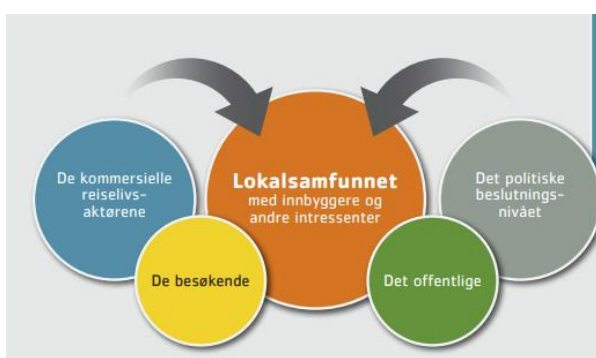 De kommersielle
reiselivs-
aktørene
Lokalsamfunnet
med innbyggere og
andre intressenter
Det politiske
beslutnings-
nivået
De besøkende
Det offentlige